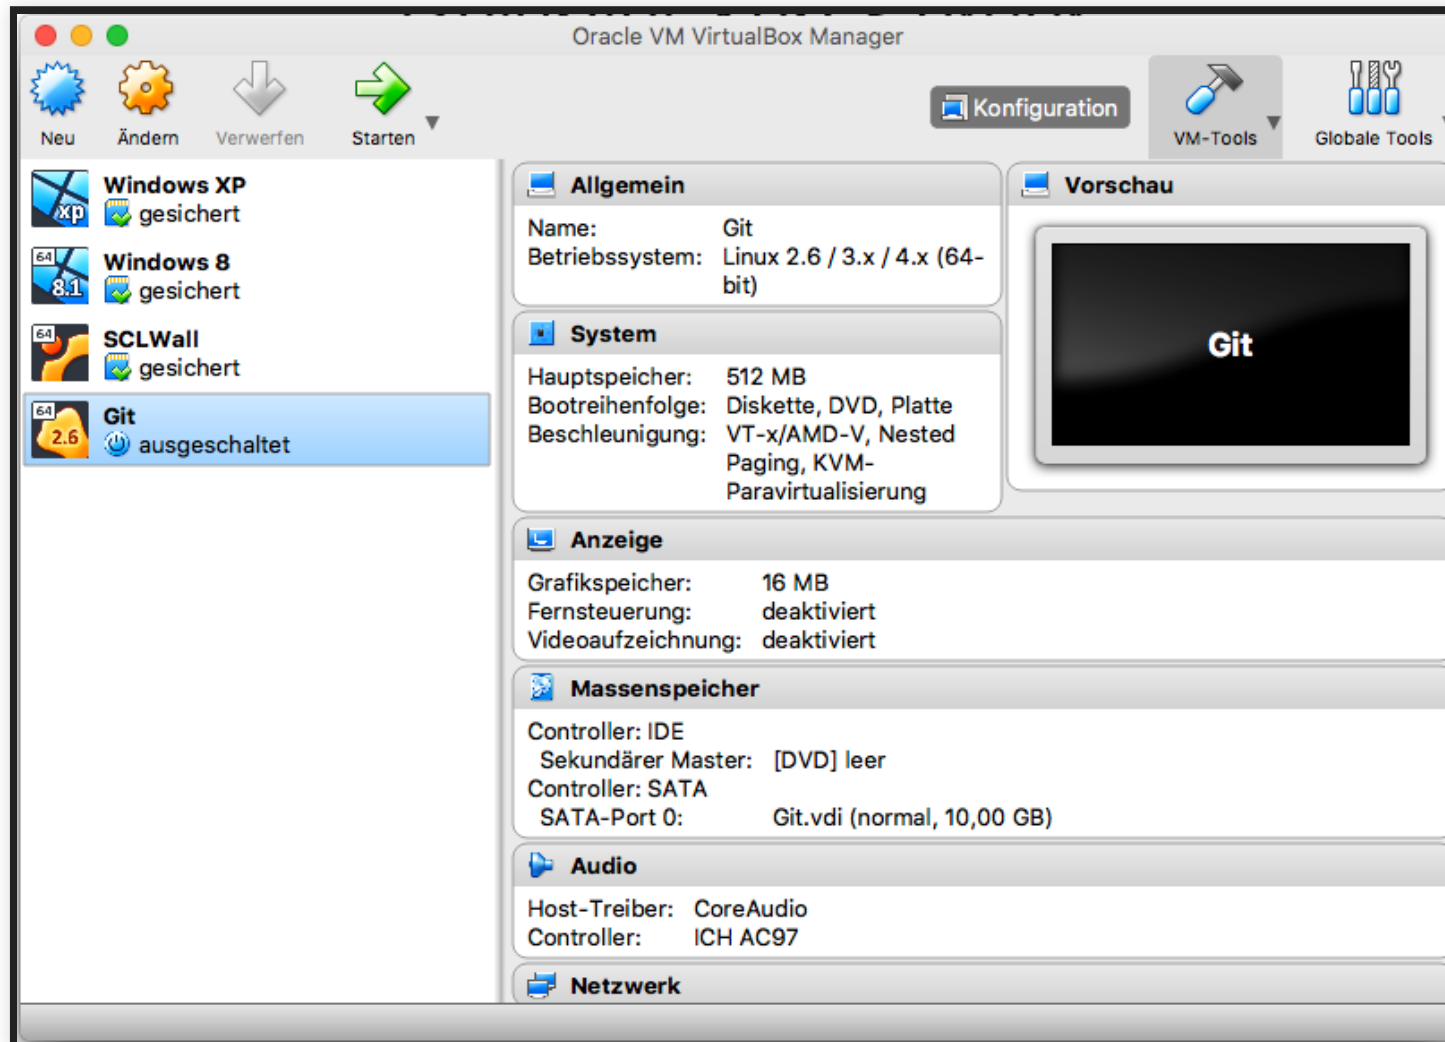 Oracle VM VirtualBox Manager
Neu
Ändern
Verwerfen
Starten
Konfiguration
VM-Tools
Globale Tools
xp
Windows XP
gesichert
64
8.1
Windows 8
gesichert
64
SCLWall
gesichert
64
2.6
Git
ausgeschaltet
Allgemein
Name: Git
Betriebssystem: Linux 2.6 / 3.x / 4.x (64-
bit)
Vorschau
Git
System
Hauptspeicher: 512 MB
Bootreihenfolge: Diskette, DVD, Platte
Beschleunigung: VT-x/AMD-V, Nested
Paging, KVM-
Paravirtualisierung
Anzeige
Grafikspeicher: 16 MB
Fernsteuerung: deaktiviert
Videoaufzeichnung: deaktiviert
Massenspeicher
Controller: IDE
Sekundärer Master: [DVD] leer
Controller: SATA
SATA-Port 0: Git.vdi (normal, 10,00 GB)
Audio
Host-Treiber: CoreAudio
Controller: ICH AC97
Netzwerk